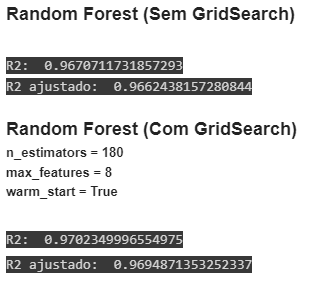 Random Forest (Sem GridSearch)
R2:  0.9670711731857293
R2 ajustado:  0.9662438157280844
Random Forest (Com GridSearch)
n_estimators = 180
max_features = 8
warm_start = True
R2:  0.9702349996554975
R2 ajustado:  0.9694871353252337